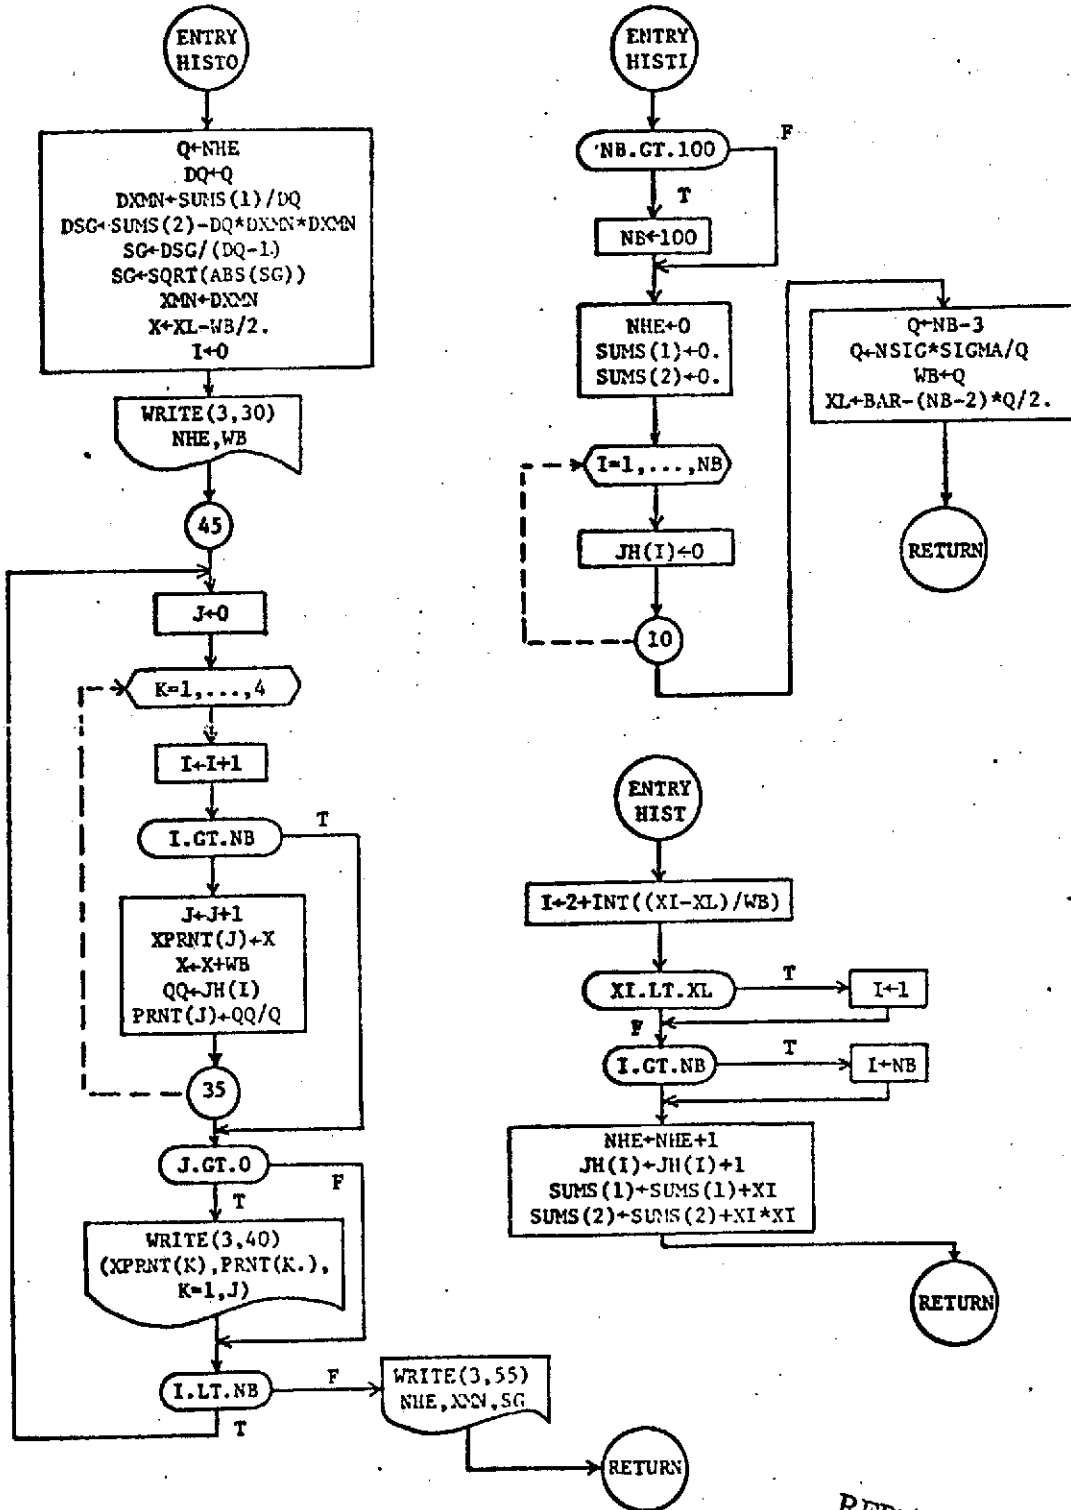 ENTRY
HISTO
Q←NHE
DQ←Q
DXMN←SUMS(1)/DQ
DSG←SUMS(2)-DQ*DXMN*DXMN
SG←DSG/(DQ-1)
SG←SQRT(ABS(SG))
XMN←DXMN
X←XL-WB/2.
I←0
WRITE(3,30)
NHE,WB
45
J←0
K=1,...,4
I←I+1
I.GT.NB
T
J←J+1
XPRNT(J)←X
X←X+WB
QQ←JH(I)
PRNT(J)←QQ/Q
35
J.GT.0
F
T
WRITE(3,40)
(XPRNT(K),PRNT(K.),
K=1,J)
I.LT.NB
F
T
WRITE(3,55)
NHE,XMN,SG
RETURN
ENTRY
HISTI
NB.GT.100
F
T
NB←100
NHE←0
SUMS(1)←0.
SUMS(2)←0.
I=1,...,NB
JH(I)←0
10
Q←NB-3
Q←NSIG*SIGMA/Q
WB←Q
XL←BAR-(NB-2)*Q/2.
RETURN
ENTRY
HIST
I←2+INT((XI-XL)/WB)
XI.LT.XL
T
I←1
F
I.GT.NB
T
I←NB
NHE←NHE+1
JH(I)←JH(I)+1
SUMS(1)←SUMS(1)+XI
SUMS(2)←SUMS(2)+XI*XI
RETURN